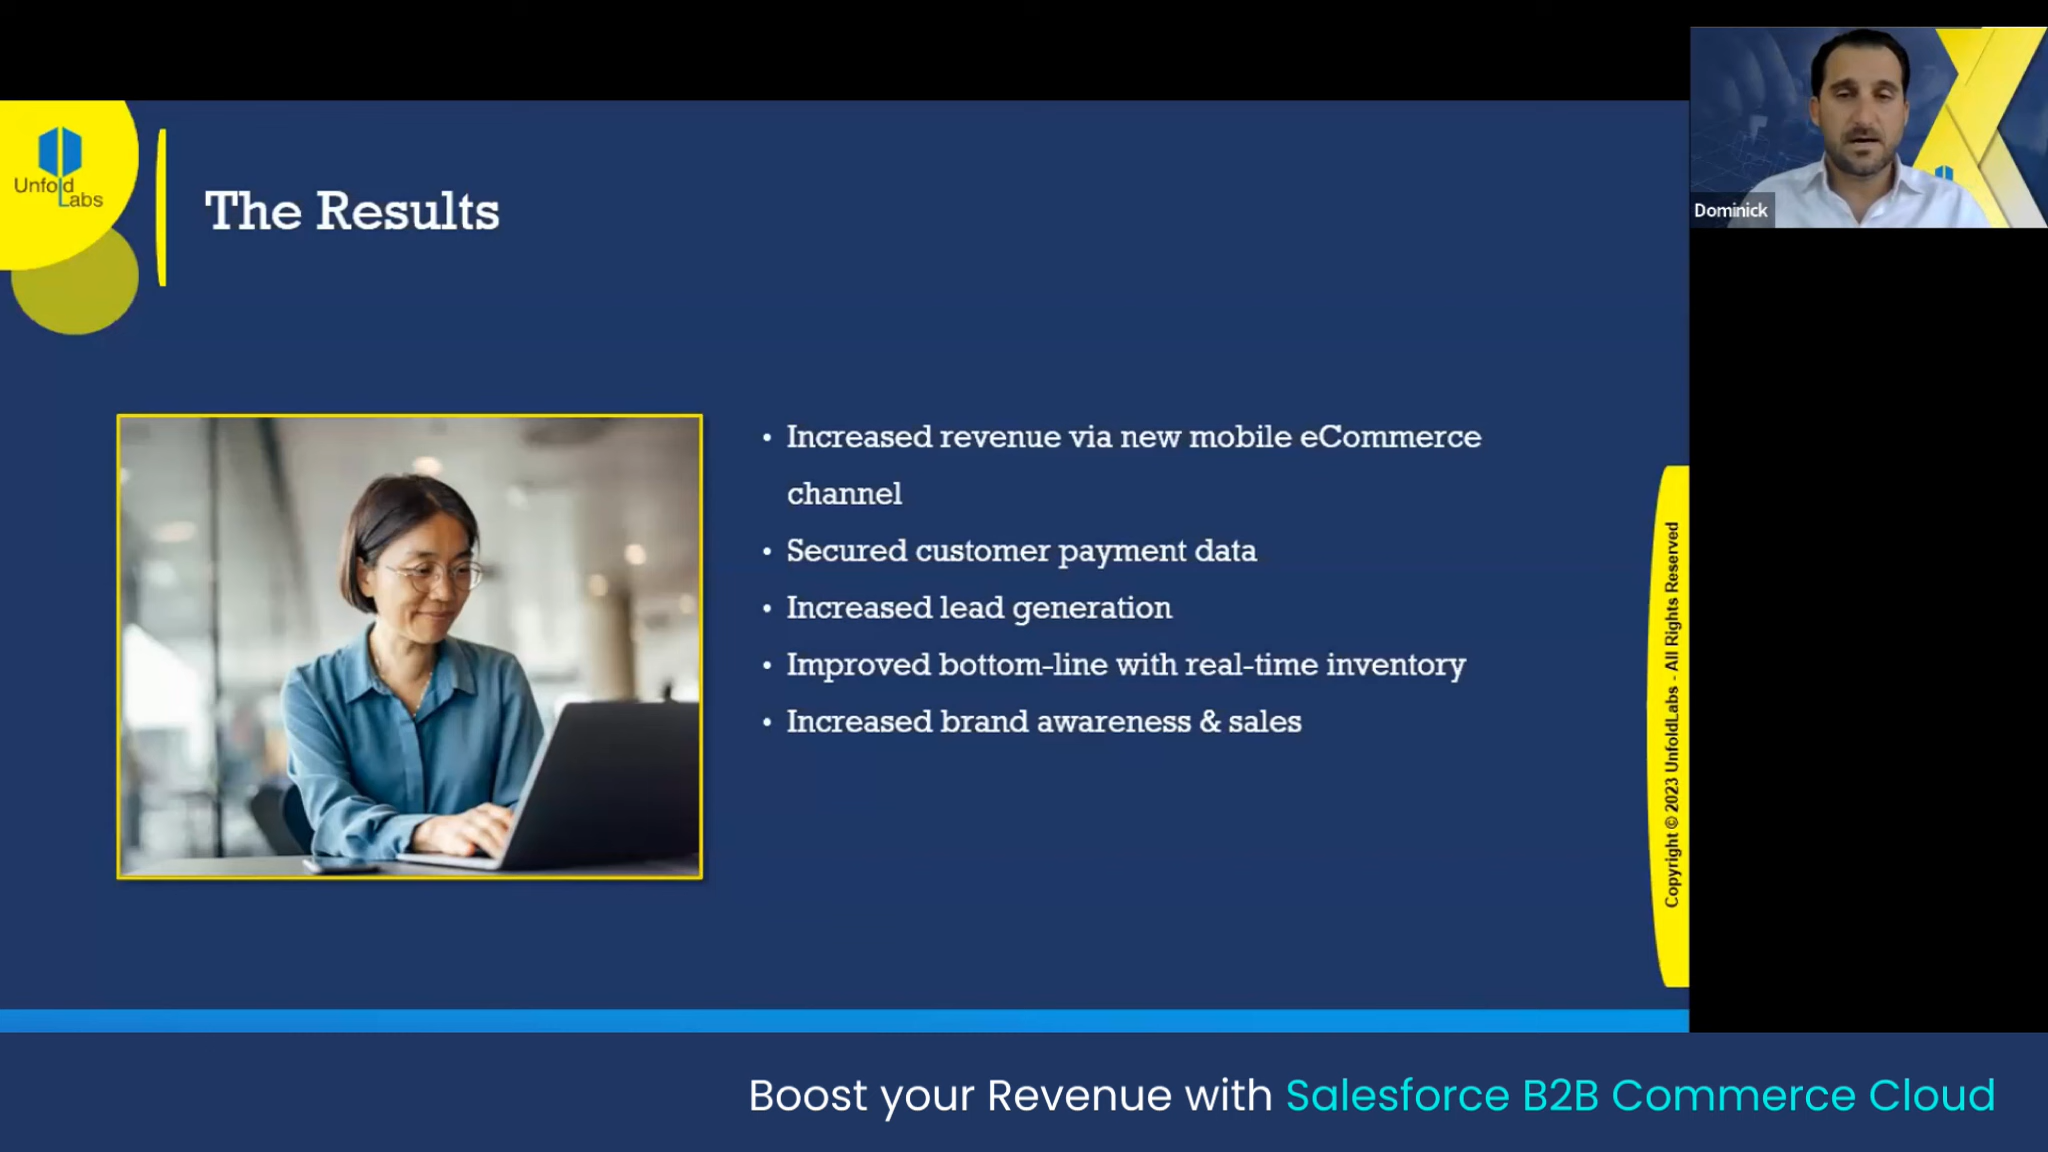 Unfold
Labs
The Results
Dominick
• Increased revenue via new mobile eCommerce
channel
• Secured customer payment data
• Increased lead generation
• Improved bottom-line with real-time inventory
• Increased brand awareness & sales
Copyright © 2023 UnfoldLabs - All Rights Reserved
Boost your Revenue with Salesforce B2B Commerce Cloud